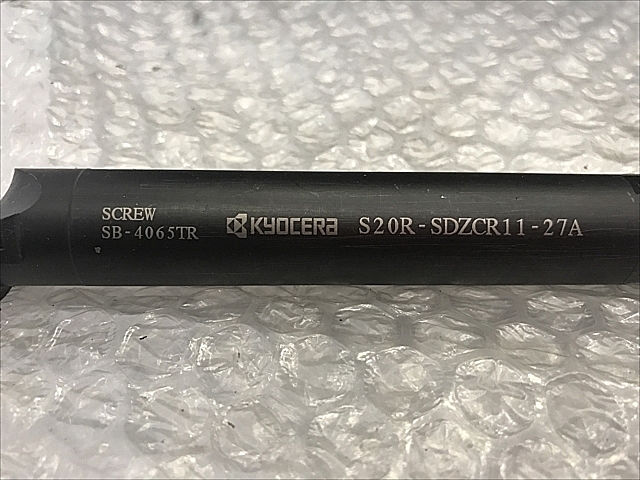 SCREW
SB-4065TR
KYOCERA
S20R-SDZCR11-27A